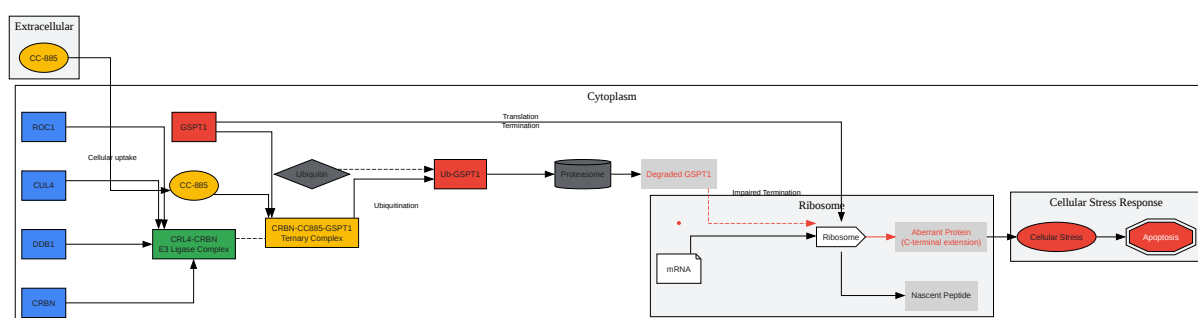 Extracellular
CC-885
Cytoplasm
ROC1
GSPT1
Translation
Termination
Cellular uptake
Ubiquitin
Ub-GSPT1
Proteasome
Degraded GSPT1
CUL4
CC-885
Ubiquitination
Impaired Termination
Ribosome
Cellular Stress Response
DDB1
CRL4-CRBN
E3 Ligase Complex
CRBN-CC885-GSPT1
Ternary Complex
Ribosome
Aberrant Protein
(C-terminal extension)
Cellular Stress
Apoptosis
mRNA
Nascent Peptide
CRBN